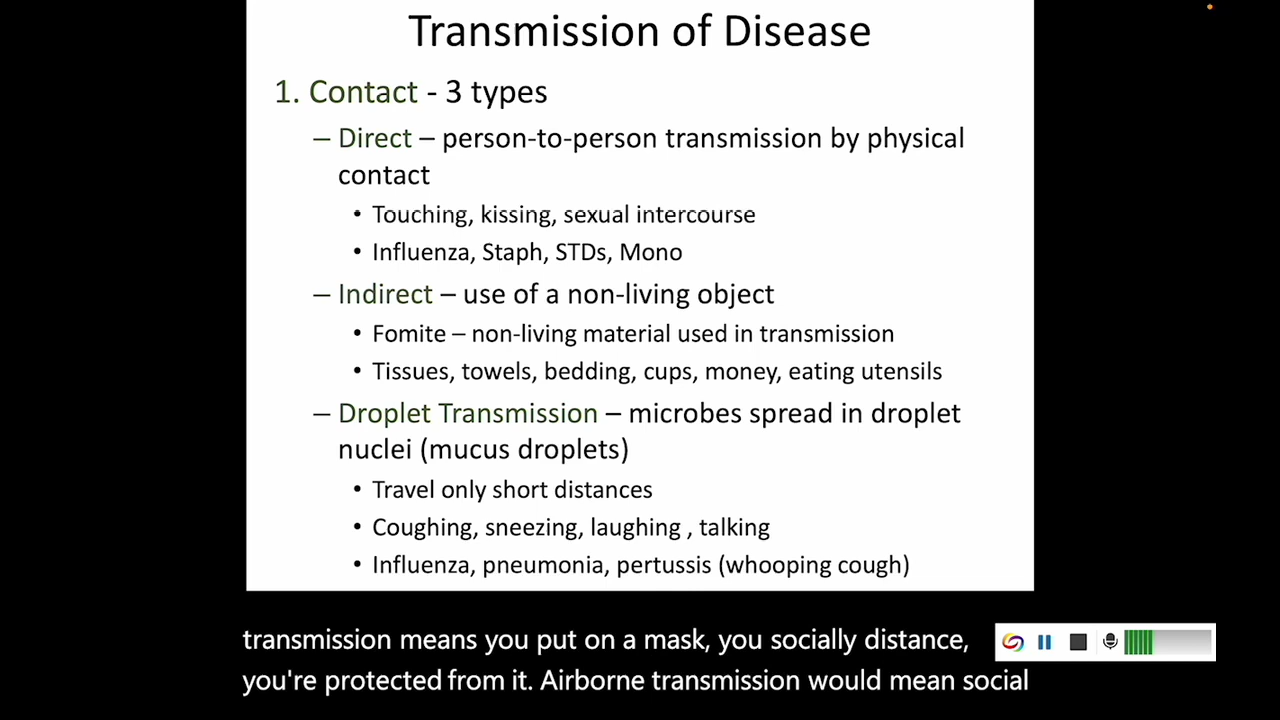 Transmission of Disease
1. Contact - 3 types
– Direct – person-to-person transmission by physical
contact
• Touching, kissing, sexual intercourse
• Influenza, Staph, STDs, Mono
– Indirect – use of a non-living object
• Fomite – non-living material used in transmission
• Tissues, towels, bedding, cups, money, eating utensils
– Droplet Transmission – microbes spread in droplet
nuclei (mucus droplets)
• Travel only short distances
• Coughing, sneezing, laughing , talking
• Influenza, pneumonia, pertussis (whooping cough)
transmission means you put on a mask, you socially distance,
you're protected from it. Airborne transmission would mean social